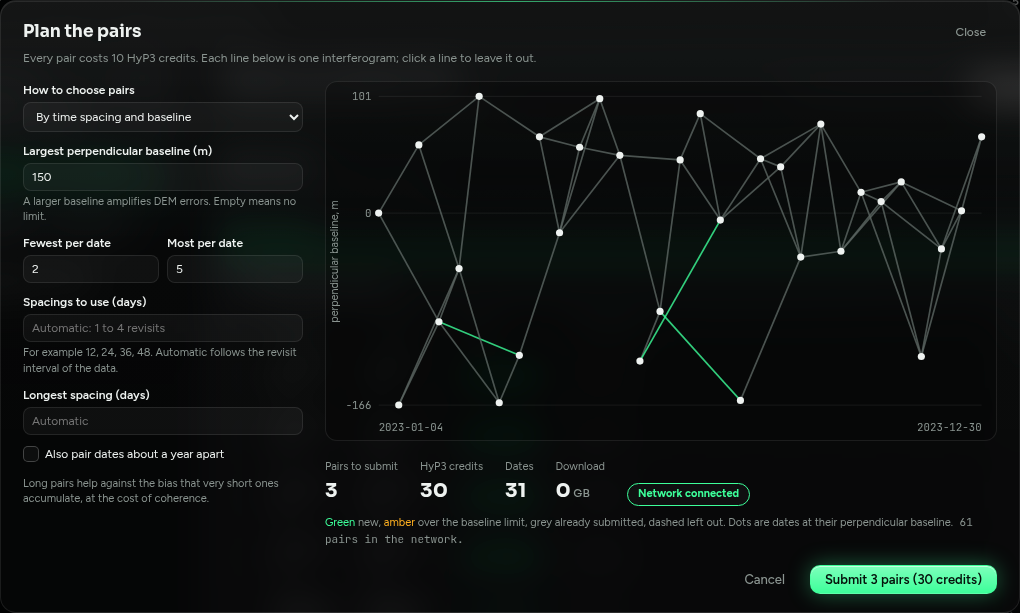 Plan the pairs
Close
Every pair costs 10 HyP3 credits. Each line below is one interferogram; click a line to leave it out.
How to choose pairs
By time spacing and baseline
Largest perpendicular baseline (m)
150
A larger baseline amplifies DEM errors. Empty means no
limit.
Fewest per date
Most per date
2
5
Spacings to use (days)
Automatic: 1 to 4 revisits
For example 12, 24, 36, 48. Automatic follows the revisit
interval of the data.
Longest spacing (days)
Automatic
Also pair dates about a year apart
Long pairs help against the bias that very short ones
accumulate, at the cost of coherence.
101
0
-166
perpendicular baseline, m
2023-01-04
2023-12-30
Pairs to submit
HyP3 credits
Dates
Download
3
30
31
0 GB
Network connected
Green new, amber over the baseline limit, grey already submitted, dashed left out. Dots are dates at their perpendicular baseline. 61
pairs in the network.
Cancel
Submit 3 pairs (30 credits)